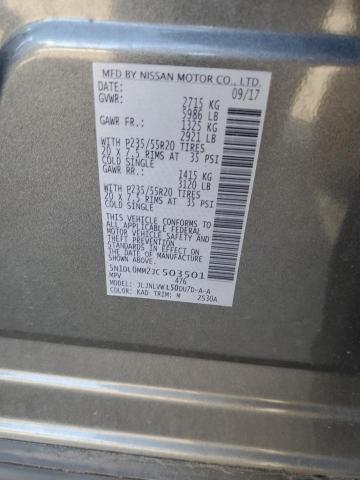 MFD BY NISSAN MOTOR CO., LTD.
DATE: 09/17
GVWR: 2715 KG
5986 LB
GAWR FR.: 1325 KG
2921 LB
WITH P235/55R20 TIRES
20 x 7.5 RIMS AT 35 PSI
COLD SINGLE
GAWR RR.: 1415 KG
3120 LB
WITH P235/55R20 TIRES
20 x 7.5 RIMS AT 35 PSI
COLD SINGLE
THIS VEHICLE CONFORMS TO
ALL APPLICABLE FEDERAL
MOTOR VEHICLE SAFETY
STANDARDS IN EFFECT ON
THE DATE OF MANUFACTURE
SHOWN ABOVE
5N1DL0MM2JC503501
MPV 476
MODEL: JLJNLVWL50DU7D-A-A
COLOR: KAD TRIM: M ZS30A